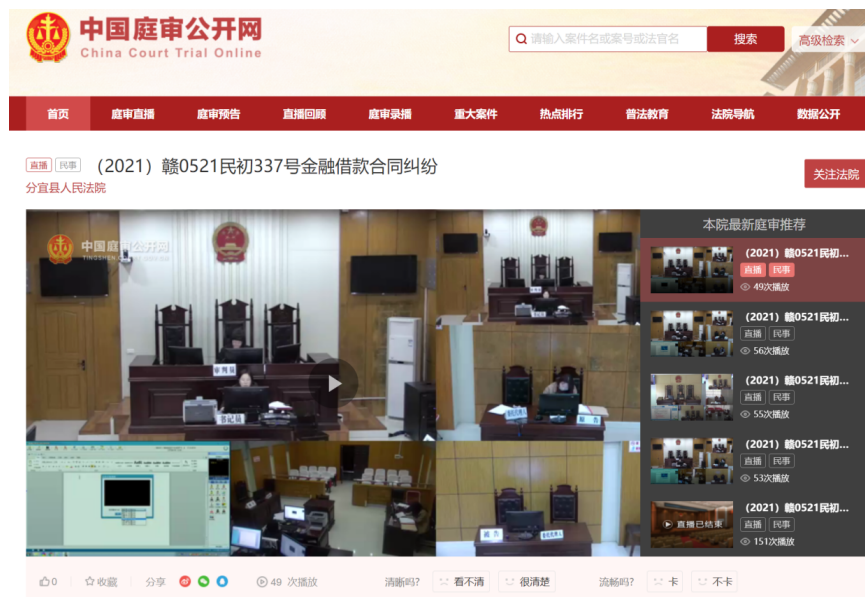 中国庭审公开网
China Court Trial Online
请输入案件名或案号或法官名
搜索
高级检索
首页 庭审直播 庭审预告 直播回顾 庭审录播 重大案件 热点排行 普法教育 法院导航 数据公开
直播 民事 (2021) 赣0521民初337号金融借款合同纠纷
分宜县人民法院
关注法院
中国庭审公开网
审判员
书记员
原告
被告
本院最新庭审推荐
(2021) 赣0521民初...
直播 民事
49次播放
(2021) 赣0521民初...
直播 民事
56次播放
(2021) 赣0521民初...
直播 民事
55次播放
(2021) 赣0521民初...
直播 民事
53次播放
直播已结束
(2021) 赣0521民初...
直播 民事
151次播放
0 收藏 分享 49 次播放 清晰吗? 看不清 很清楚 流畅吗? 卡 不卡